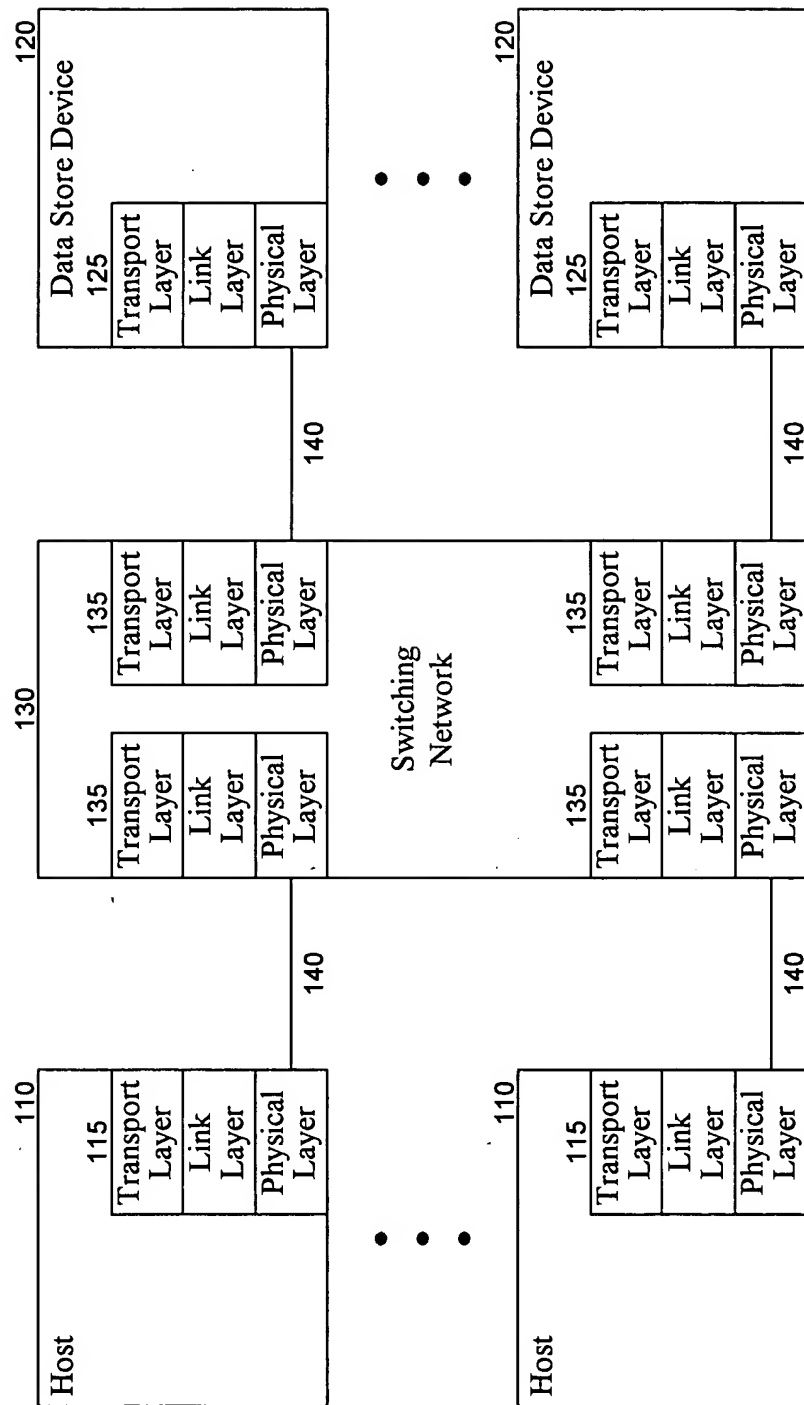 110
Host
115
Transport
Layer
Link
Layer
Physical
Layer
140
130
135
Transport
Layer
Link
Layer
Physical
Layer
135
Transport
Layer
Link
Layer
Physical
Layer
140
120
Data Store Device
125
Transport
Layer
Link
Layer
Physical
Layer
Switching
Network
110
Host
115
Transport
Layer
Link
Layer
Physical
Layer
140
135
Transport
Layer
Link
Layer
Physical
Layer
135
Transport
Layer
Link
Layer
Physical
Layer
140
120
Data Store Device
125
Transport
Layer
Link
Layer
Physical
Layer